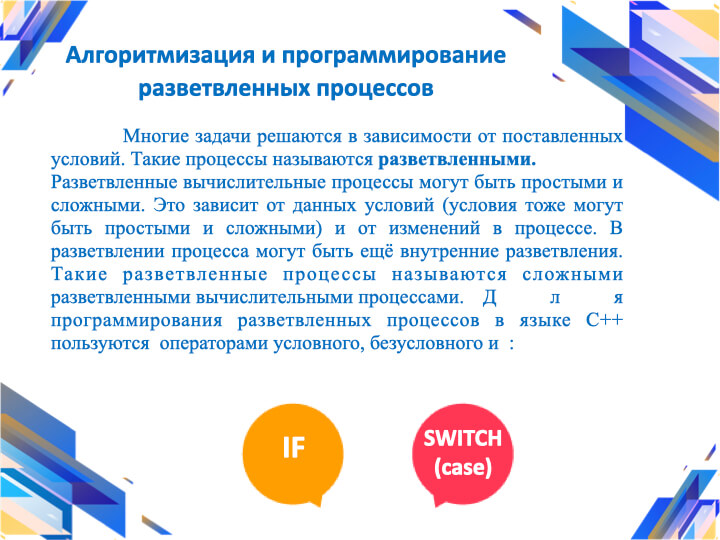 Алгоритмизация и программирование
разветвленных процессов
Многие задачи решаются в зависимости от поставленных
условий. Такие процессы называются разветвленными.
Разветвленные вычислительные процессы могут быть простыми и
сложными. Это зависит от данных условий (условия тоже могут
быть простыми и сложными) и от изменений в процессе. В
разветвлении процесса могут быть ещё внутренние разветвления.
Такие разветвленные процессы называются сложными
разветвленными вычислительными процессами. Д л я
программирования разветвленных процессов в языке С++
пользуются операторами условного, безусловного и :
IF
SWITCH
(case)